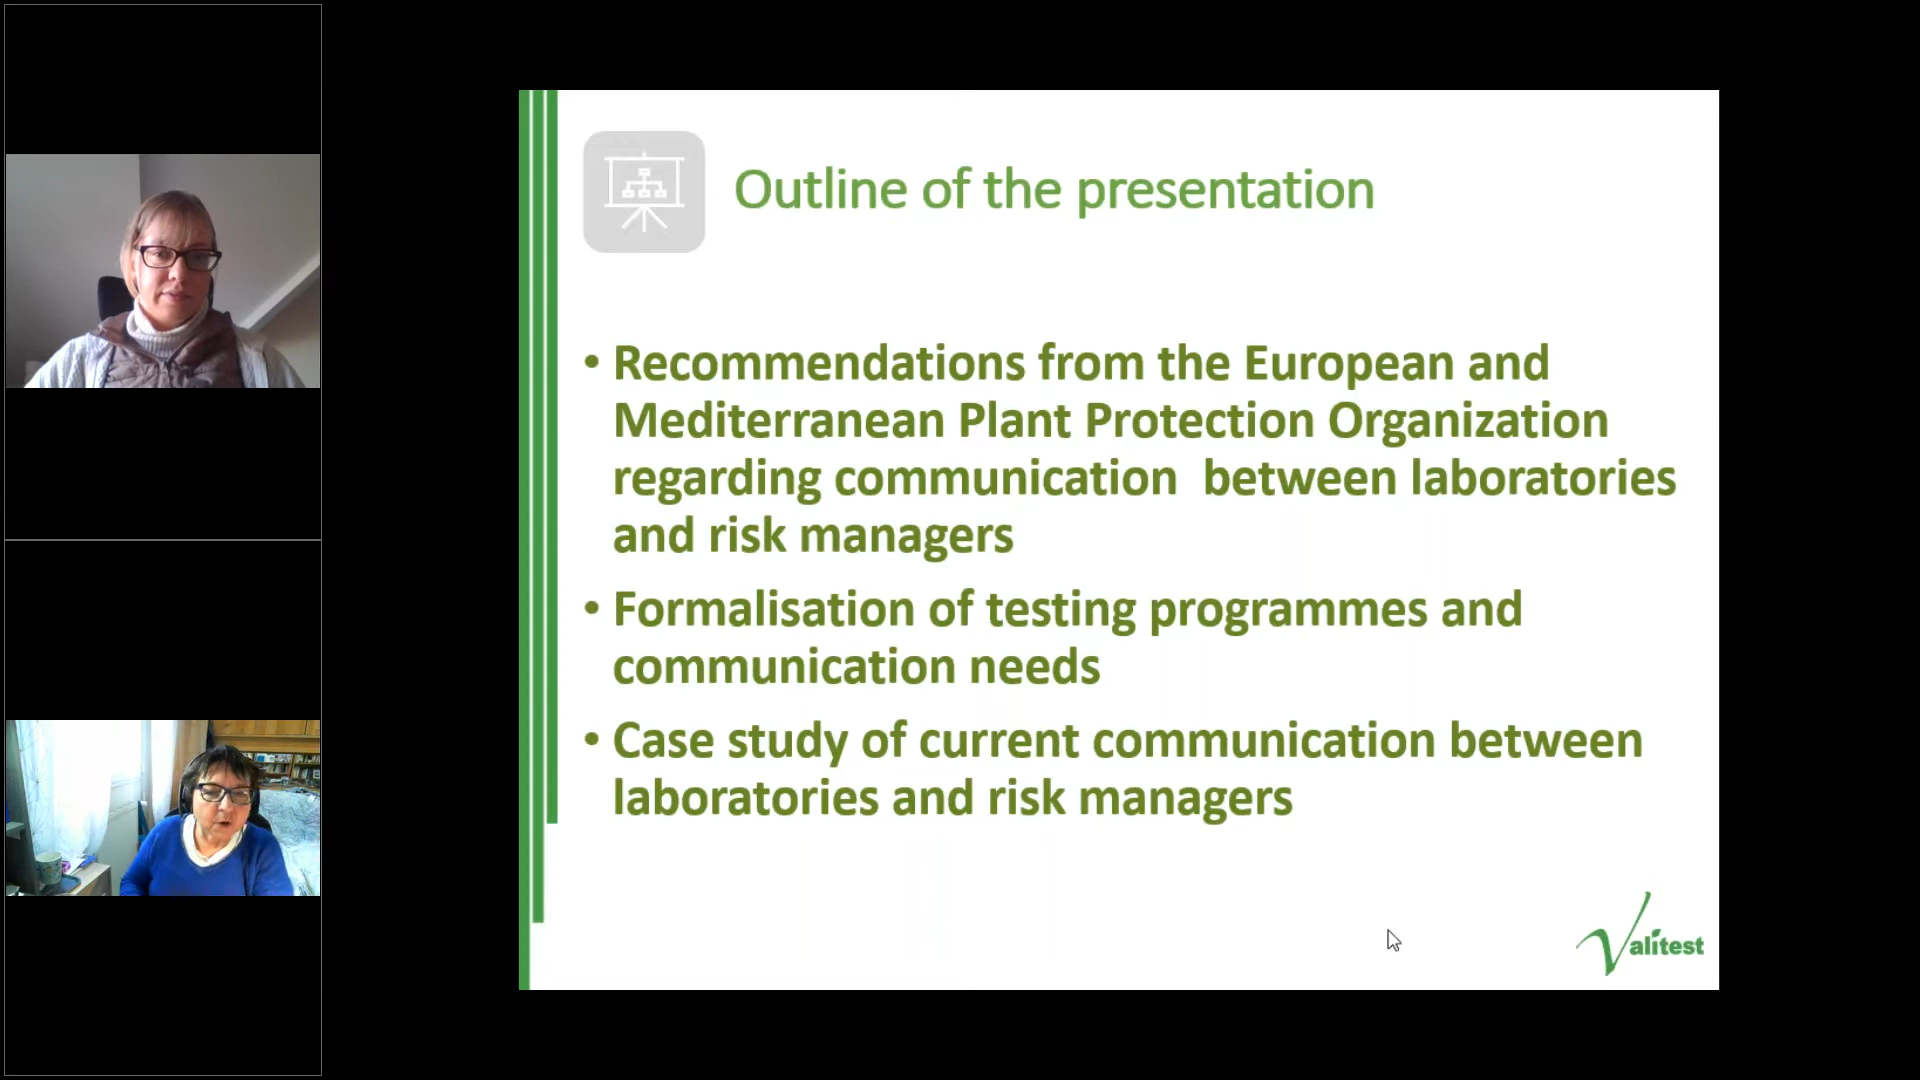 Outline of the presentation
• Recommendations from the European and
Mediterranean Plant Protection Organization
regarding communication  between laboratories
and risk managers
• Formalisation of testing programmes and
communication needs
• Case study of current communication between
laboratories and risk managers
Valitest